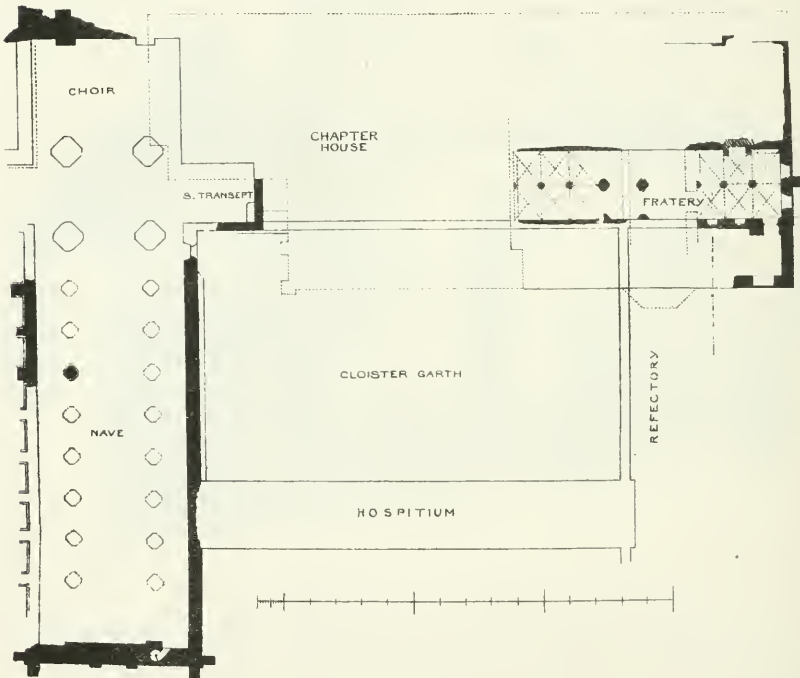 CHOIR
CHAPTER
HOUSE
S. TRANSEPT
FRATERY
CLOISTER GARTH
REFECTORY
NAVE
HOSPITIUM